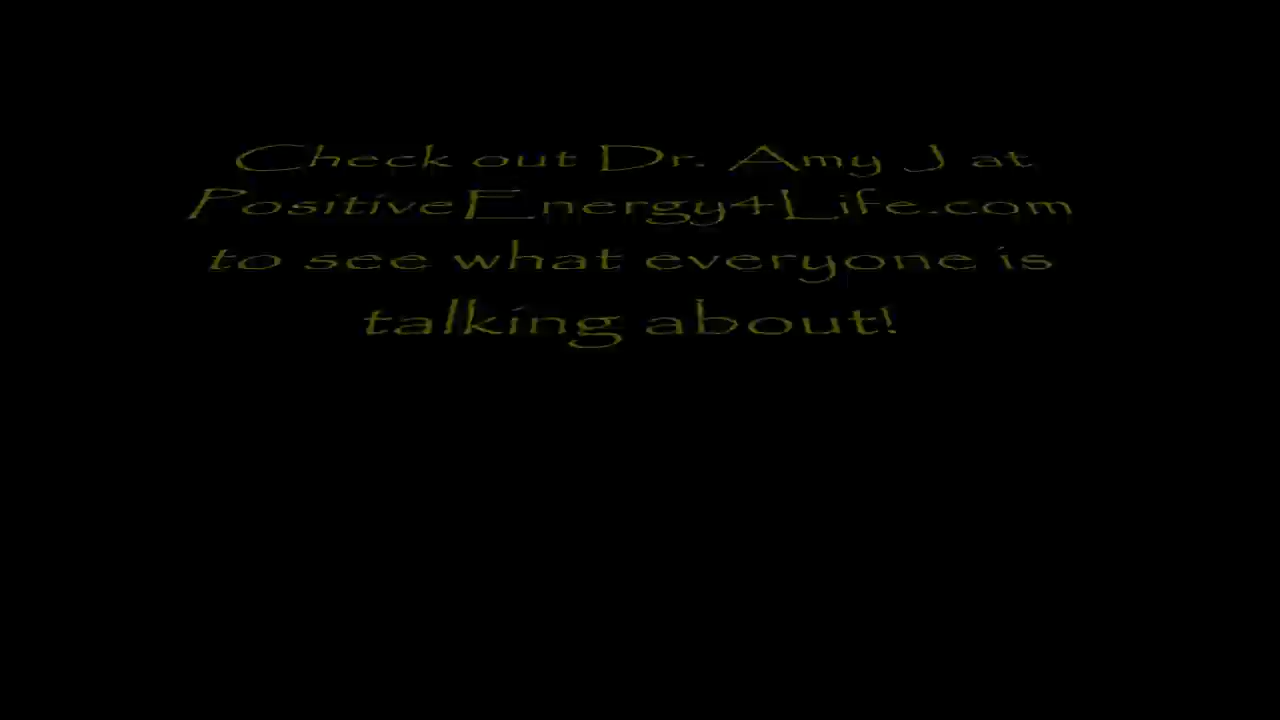 Check out Dr. Amy J at
PositiveEnergy4Life.com
to see what everyone is
talking about!